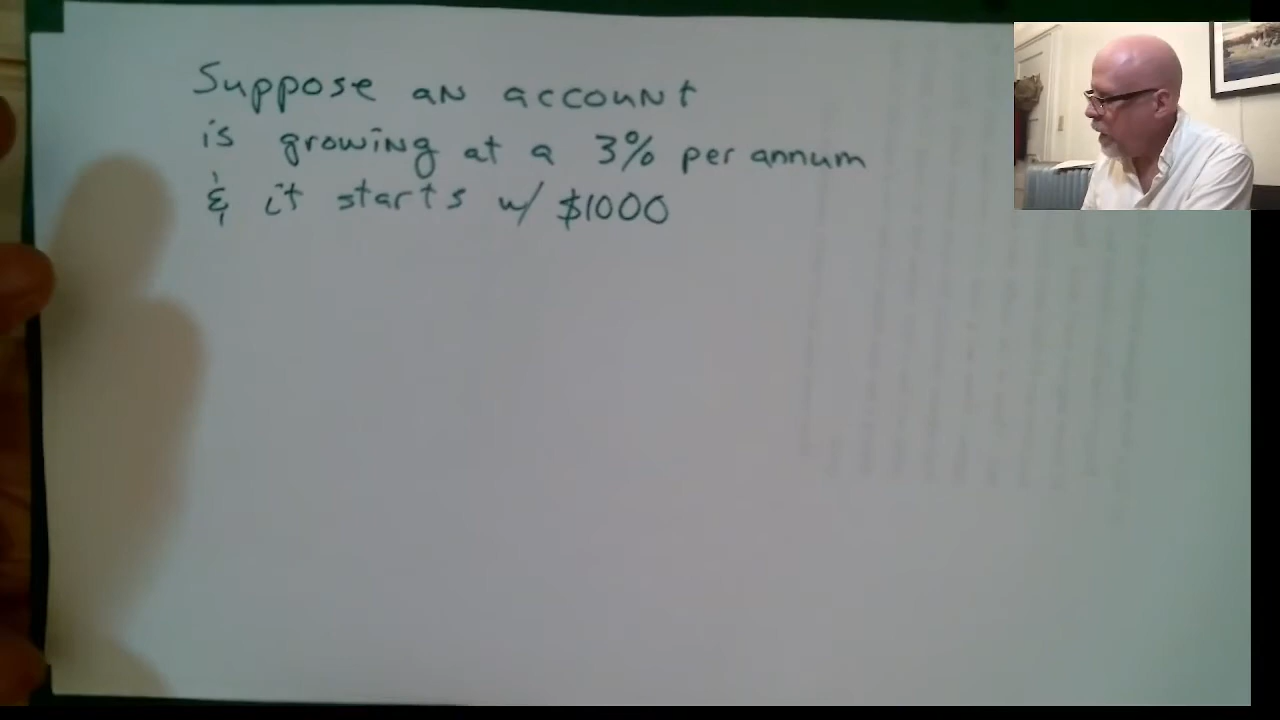 Suppose an account
is growing at a 3% per annum
& it starts w/ $1000